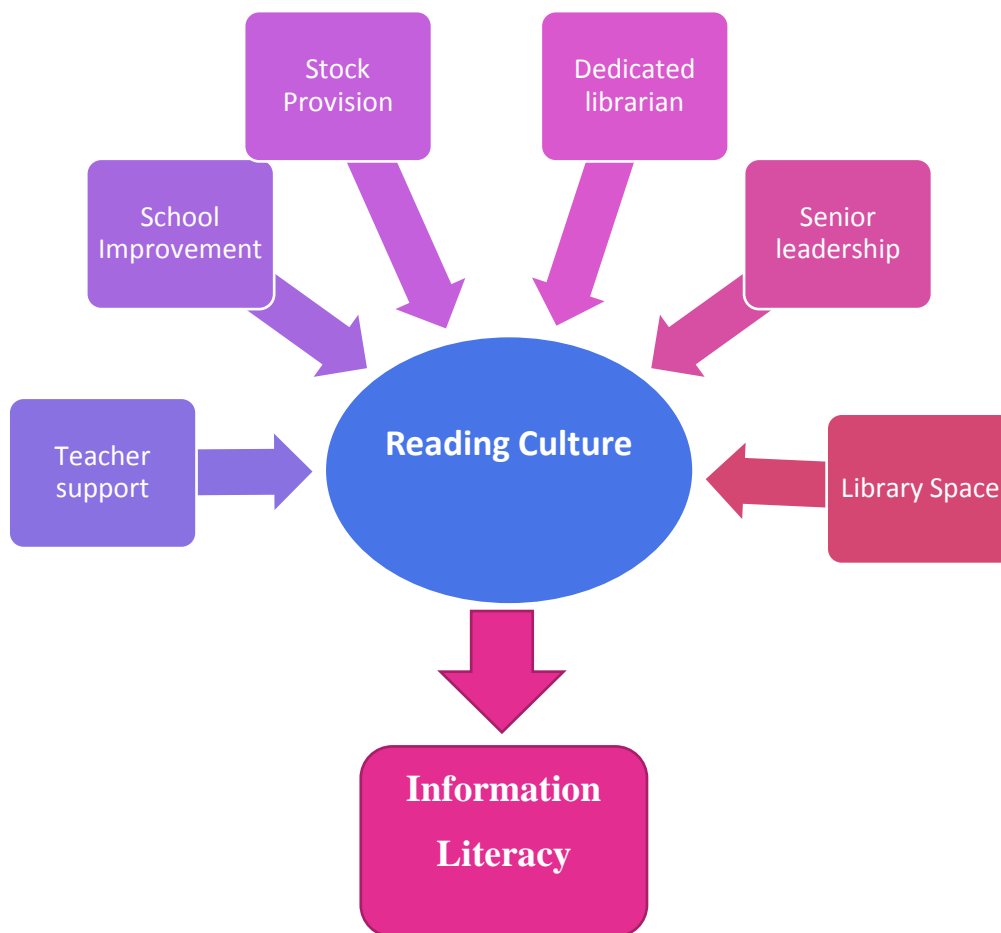 Stock
Provision
Dedicated
librarian
School
Improvement
Senior
leadership
Teacher
support
Reading Culture
Library Space
Information
Literacy